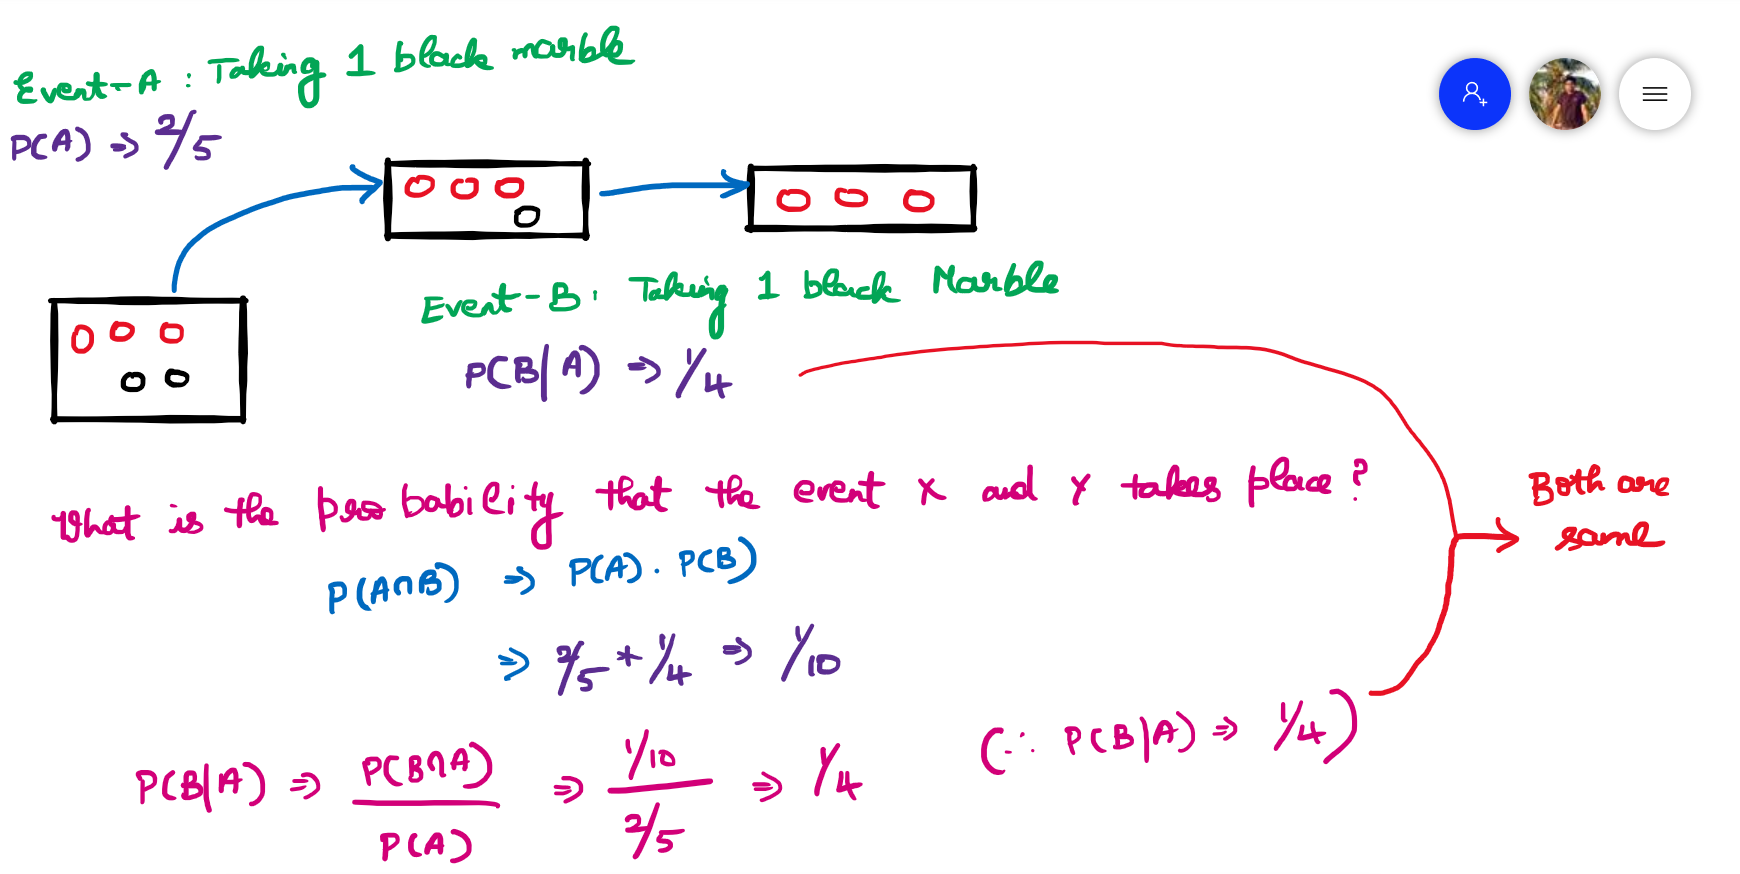 Event-A : Taking 1 black marble
P(A) => 2/5
Event-B : Taking 1 black Marble
P(B|A) => 1/4
What is the probability that the event x and y takes place?
P(A∩B) => P(A) . P(B)
=> 2/5 * 1/4 => 1/10
Both are
same
(∴ P(B|A) => 1/4)
P(B|A) => P(B∩A) / P(A) => 1/10 / 2/5 => 1/4